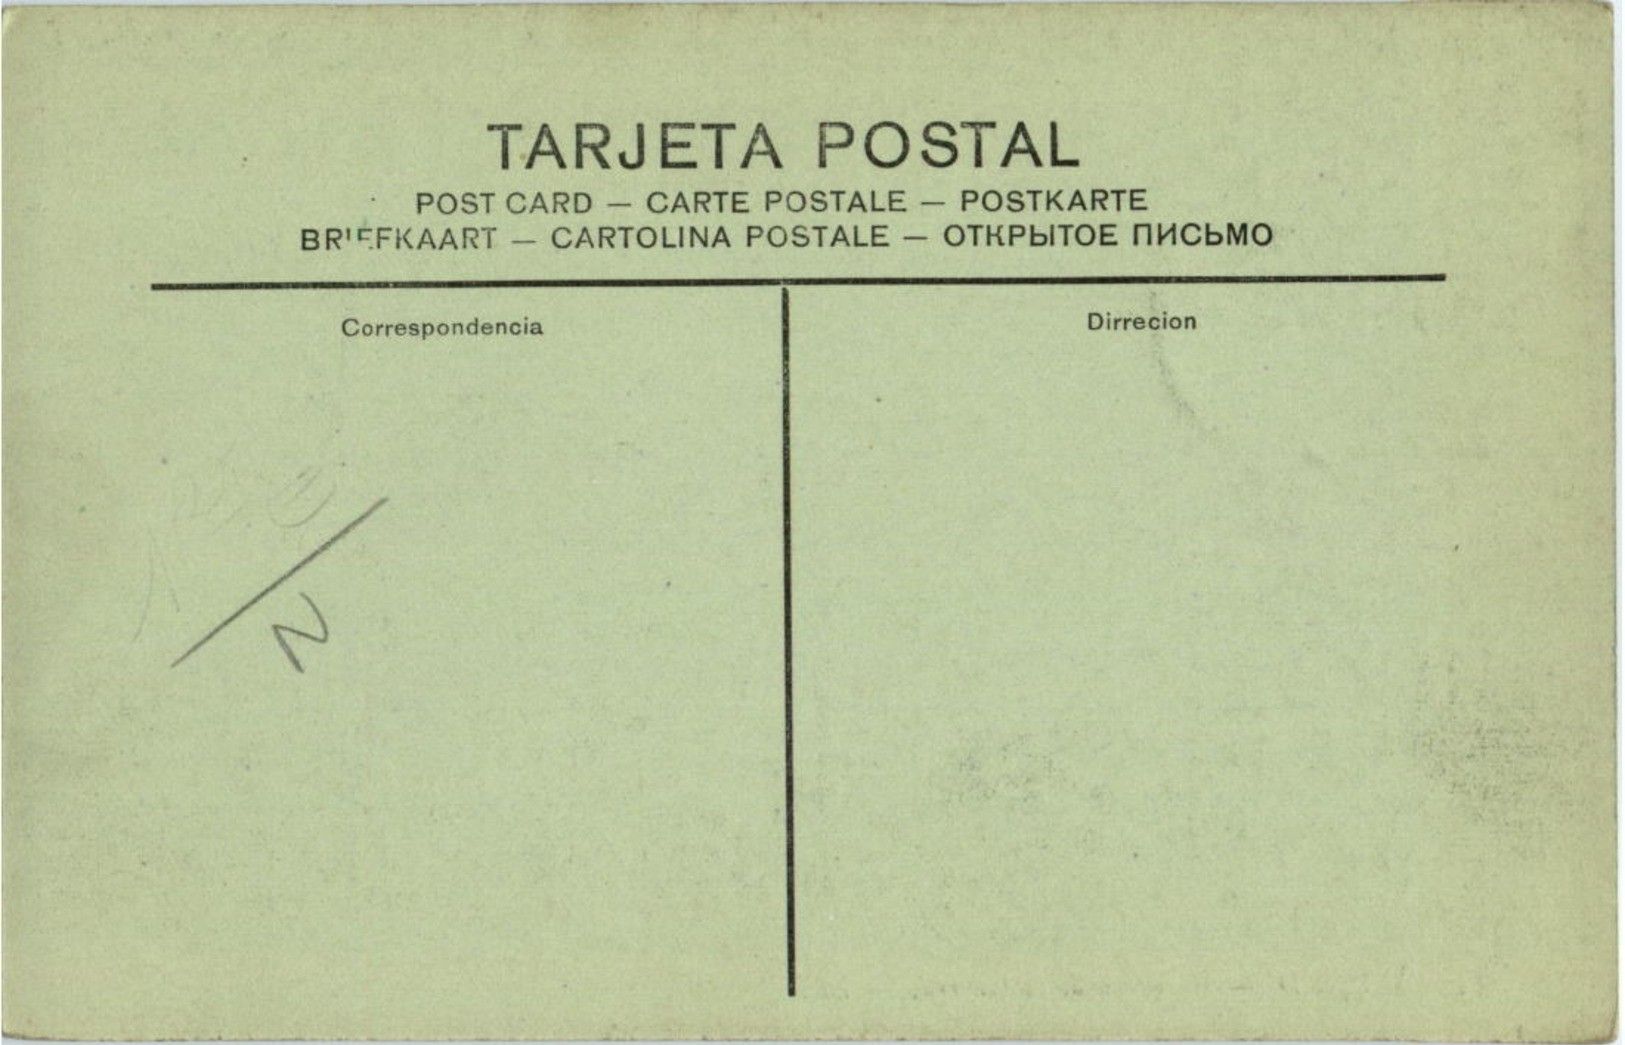 TARJETA POSTAL
POST CARD — CARTE POSTALE — POSTKARTE
BRIEFKAART — CARTOLINA POSTALE — ОТКРЫТОЕ ПИСЬМО
Correspondencia
Dirrecion